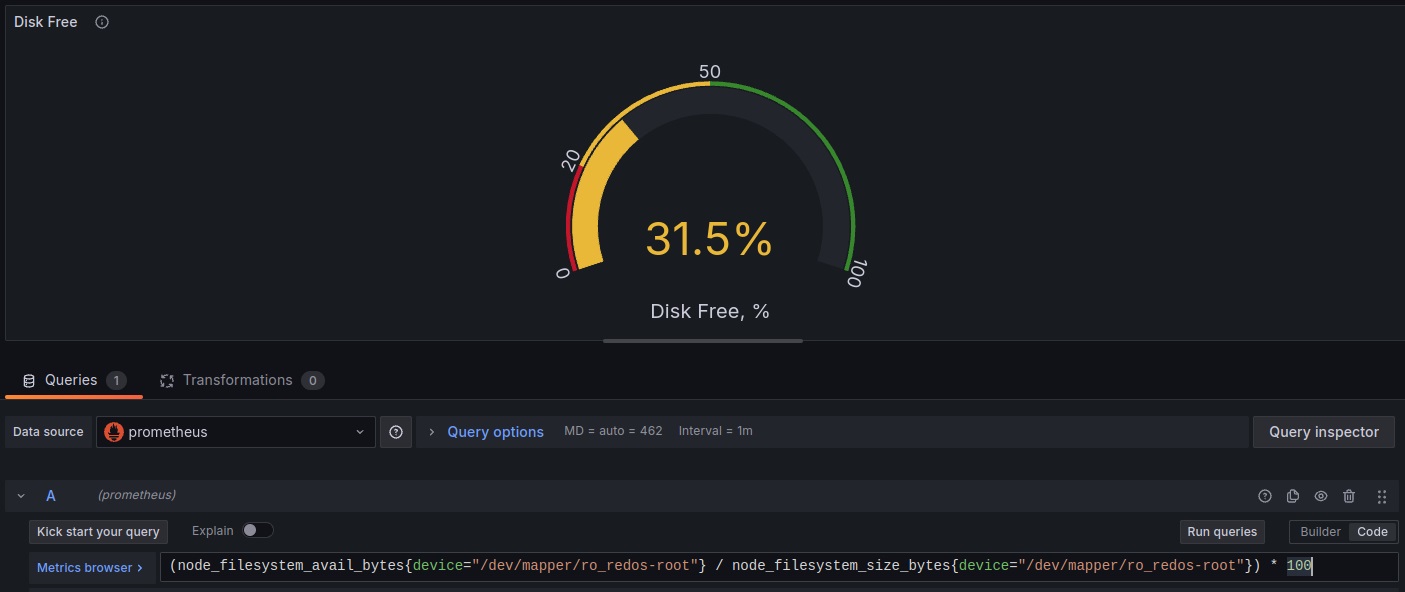 Disk Free
50
20
0
100
31.5%
Disk Free, %
Queries 1 Transformations 0
Data source prometheus Query options MD = auto = 462 Interval = 1m Query inspector
A (prometheus)
Kick start your query Explain Run queries Builder Code
Metrics browser > (node_filesystem_avail_bytes{device="/dev/mapper/ro_redos-root"} / node_filesystem_size_bytes{device="/dev/mapper/ro_redos-root"}) * 100